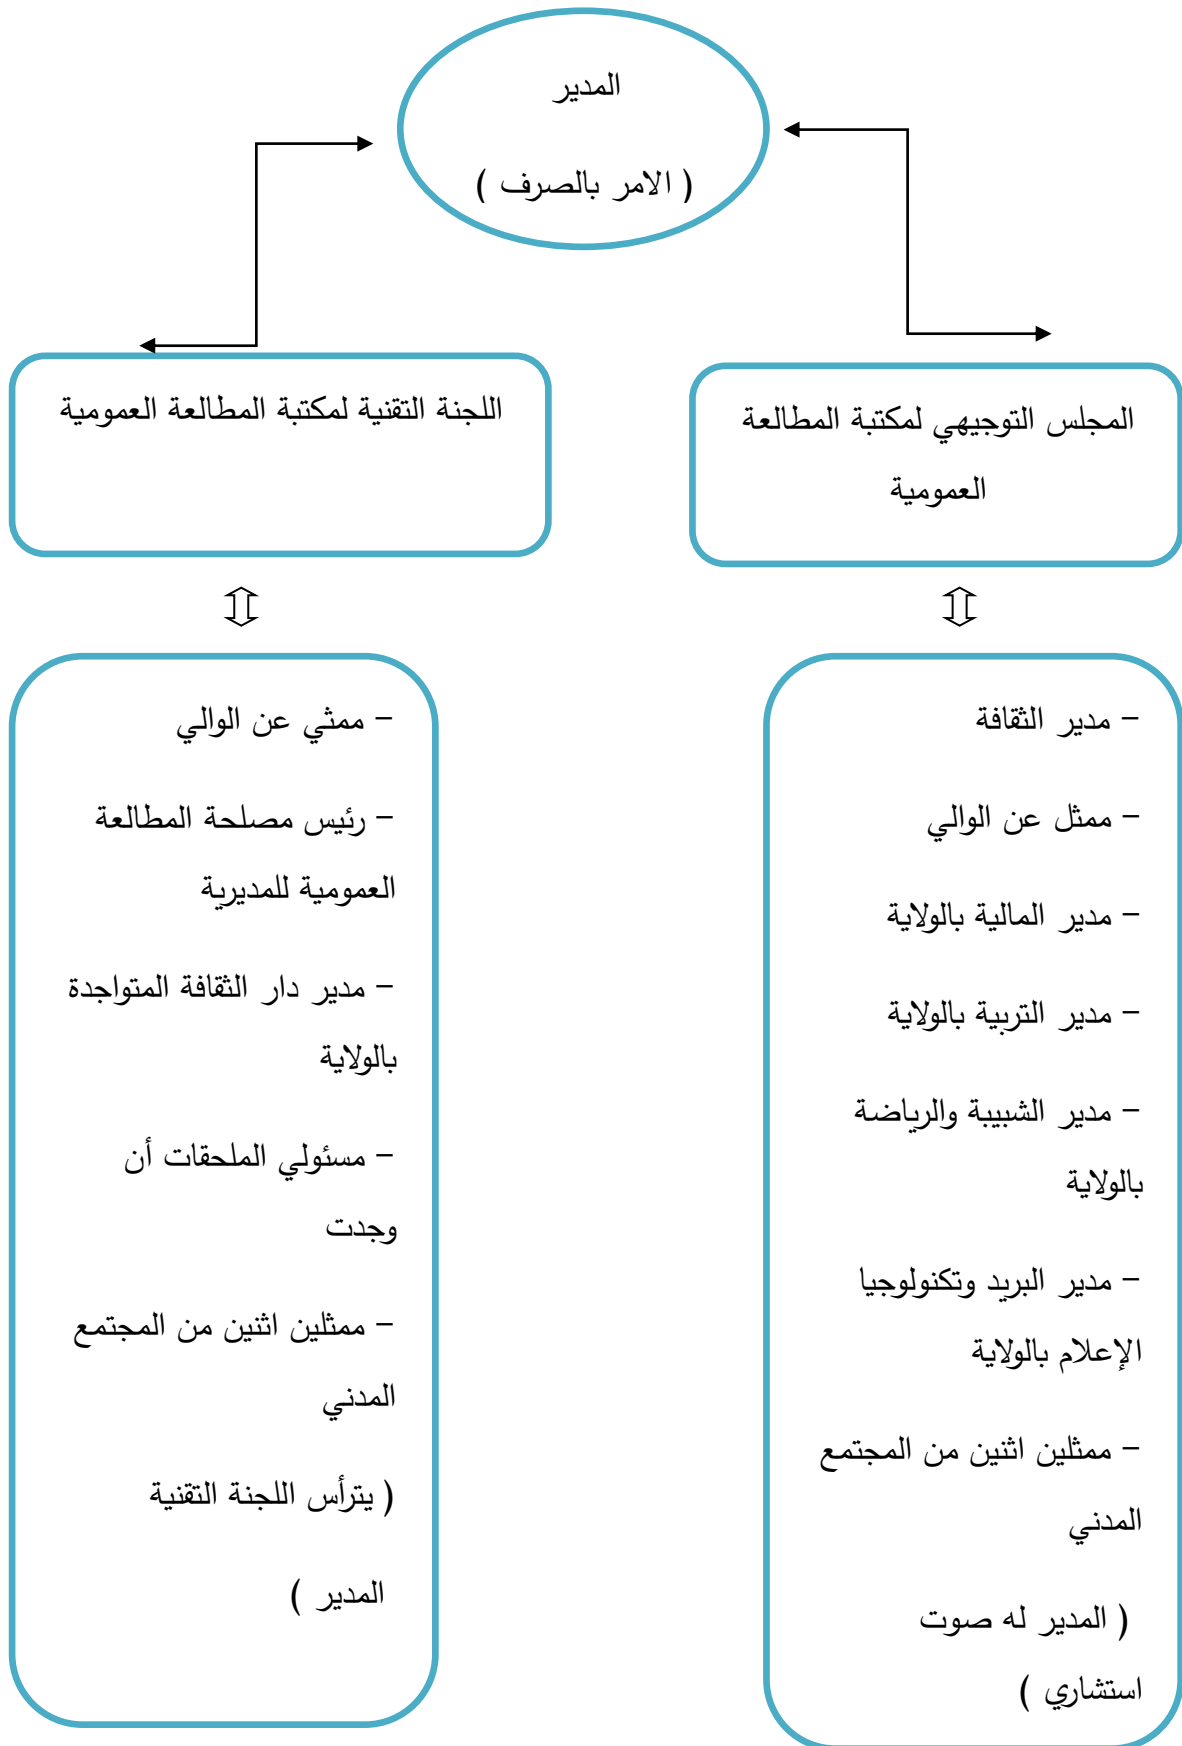 المدير
( الامر بالصرف )
المجلس التوجيهي لمكتبة المطالعة
العمومية
اللجنة التقنية لمكتبة المطالعة العمومية
- مدير الثقافة
- ممثل عن الوالي
- مدير المالية بالولاية
- مدير التربية بالولاية
- مدير الشبيبة والرياضة
بالولاية
- مدير البريد وتكنولوجيا
الإعلام بالولاية
- ممثلين اثنين من المجتمع
المدني
( المدير له صوت
استشاري )
- ممثي عن الوالي
- رئيس مصلحة المطالعة
العمومية للمديرية
- مدير دار الثقافة المتواجدة
بالولاية
- مسئولي الملحقات أن
وجدت
- ممثلين اثنين من المجتمع
المدني
( يترأس اللجنة التقنية
المدير )